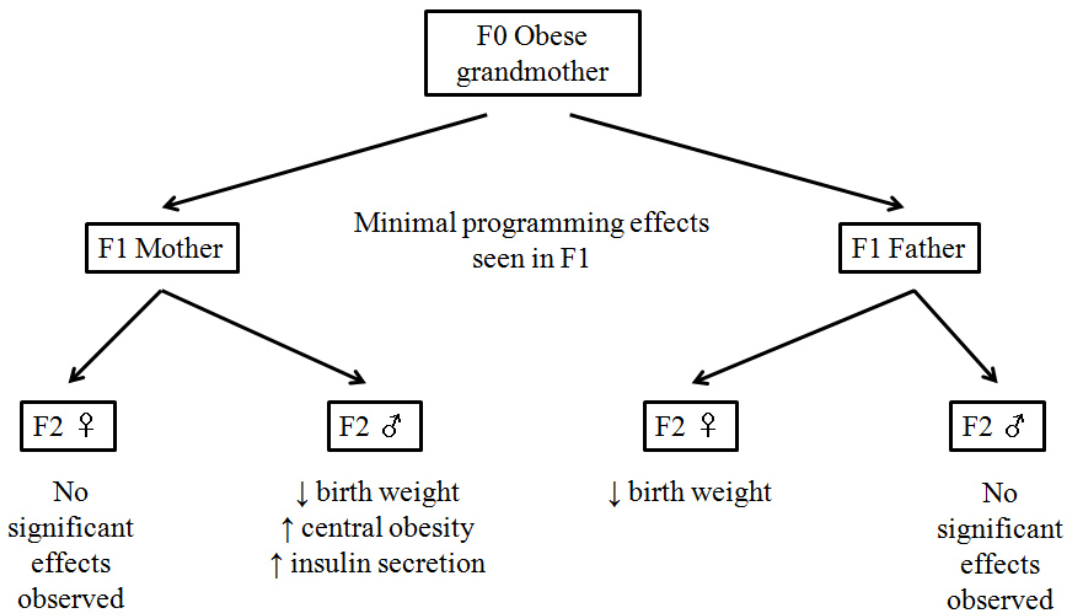 F0 Obese
grandmother
Minimal programming effects
seen in F1
F1 Mother
F1 Father
F2 ♀
F2 ♂
F2 ♀
F2 ♂
No
significant
effects
observed
↓ birth weight
↑ central obesity
↑ insulin secretion
↓ birth weight
No
significant
effects
observed